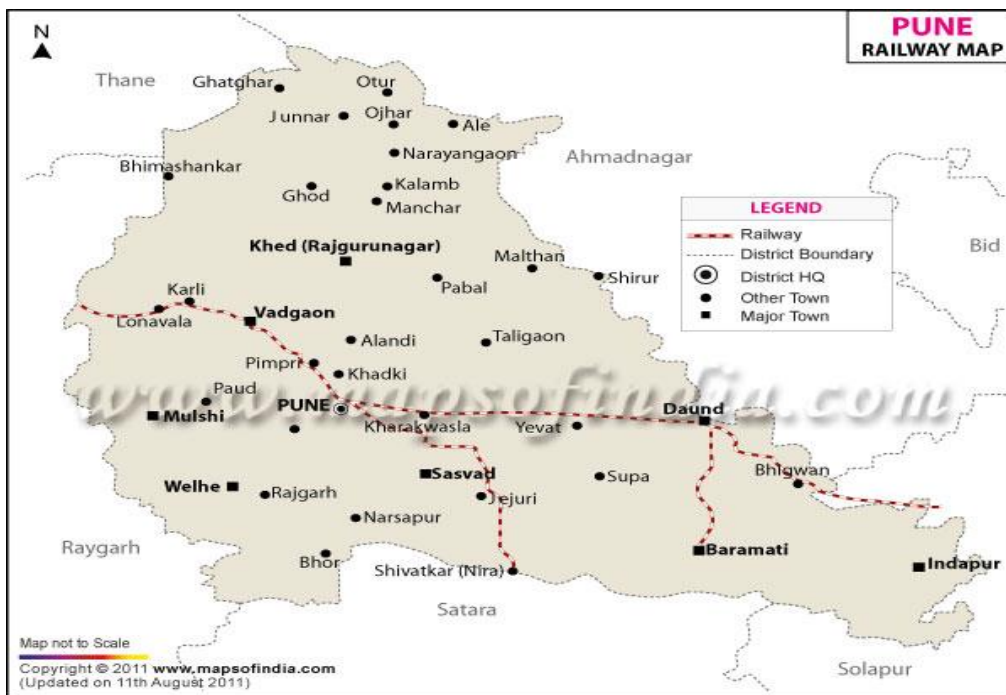 N
PUNE
RAILWAY MAP
Thane
Ghatghar
Otur
Junnar
Ojhar
Ale
Narayangaon
Ahmadnagar
Bhimashankar
Ghod
Kalamb
Manchar
LEGEND
Railway
District Boundary
District HQ
Other Town
Major Town
Bid
Khed (Rajgurunagar)
Malthan
Shirur
Pabal
Karli
Lonavala
Vadgaon
Alandi
Taligaon
Pimpri
Khadki
www.mapsofindia.com
Paud
PUNE
Mulshi
Kharakwasla
Yevat
Daund
Bhigwan
Sasvad
Supa
Welhe
Rajgarh
Jejuri
Narsapur
Raygarh
Bhor
Shivatkar (Nira)
Baramati
Indapur
Satara
Solapur
Map not to Scale
Copyright © 2011 www.mapsofindia.com
(Updated on 11th August 2011)